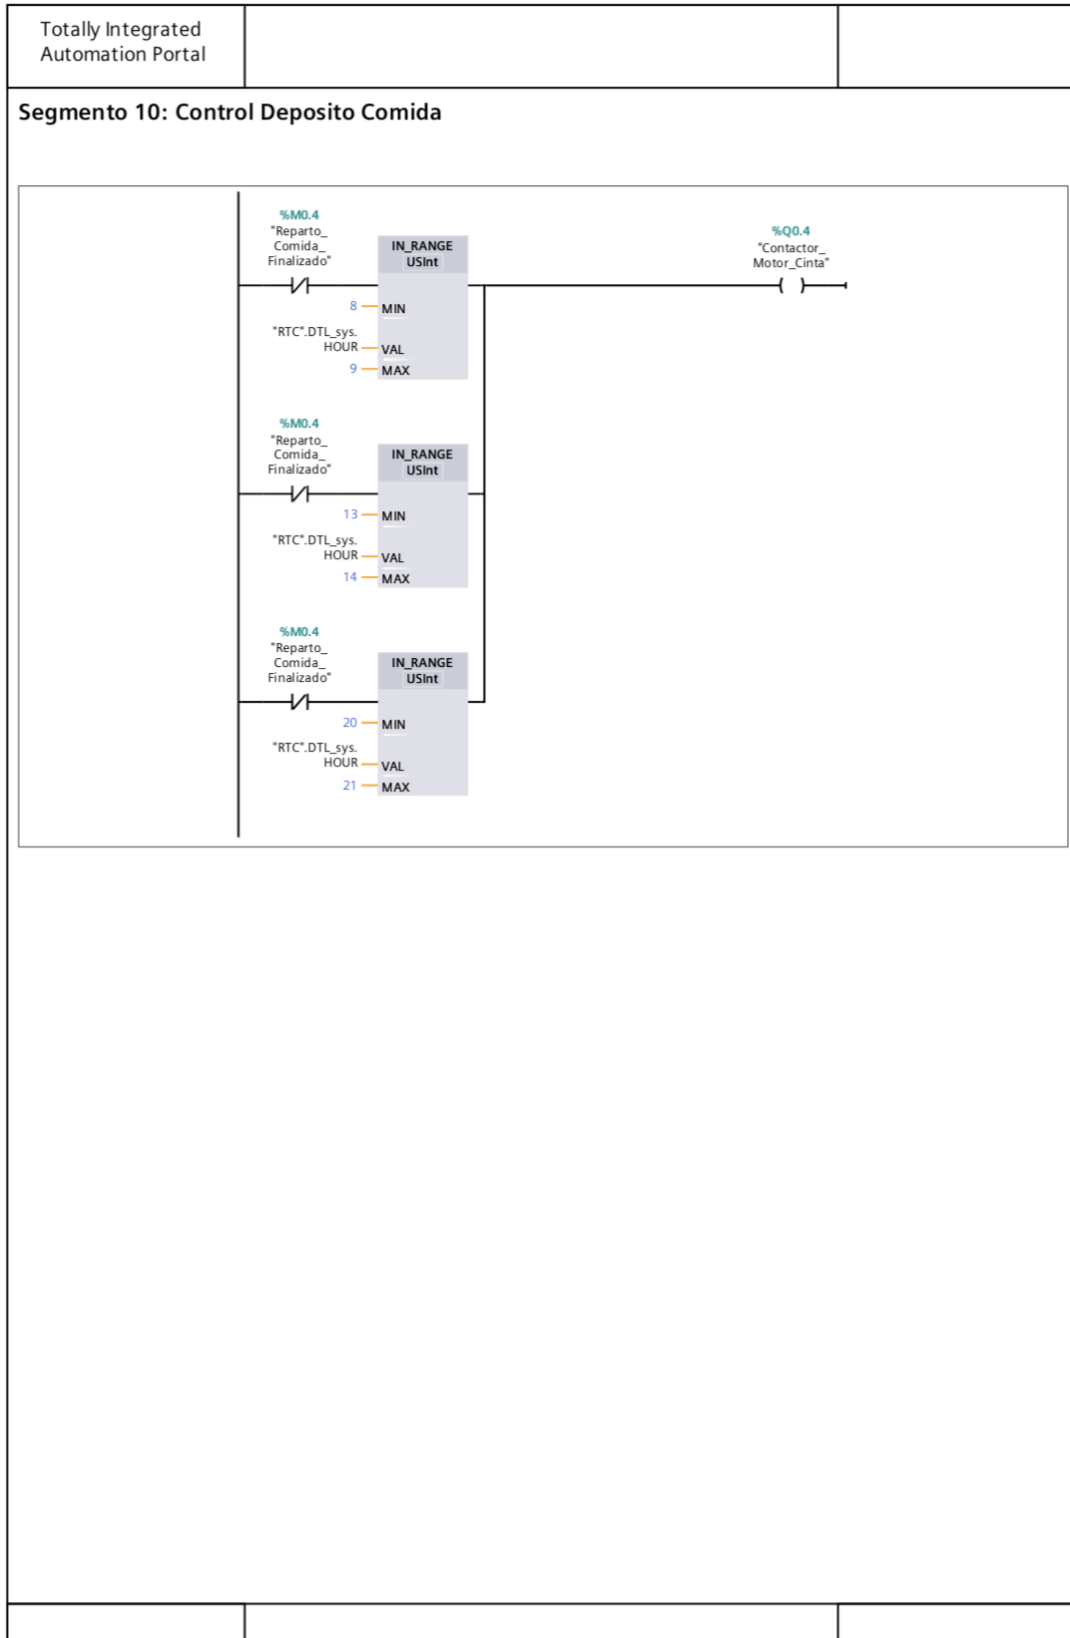 Totally Integrated
Automation Portal
Segmento 10: Control Deposito Comida
%M0.4
"Reparto_
Comida_
Finalizado"
IN_RANGE
USInt
%Q0.4
"Contactor_
Motor_Cinta"
8
MIN
"RTC".DTL_sys.
HOUR
VAL
9
MAX
%M0.4
"Reparto_
Comida_
Finalizado"
IN_RANGE
USInt
13
MIN
"RTC".DTL_sys.
HOUR
VAL
14
MAX
%M0.4
"Reparto_
Comida_
Finalizado"
IN_RANGE
USInt
20
MIN
"RTC".DTL_sys.
HOUR
VAL
21
MAX